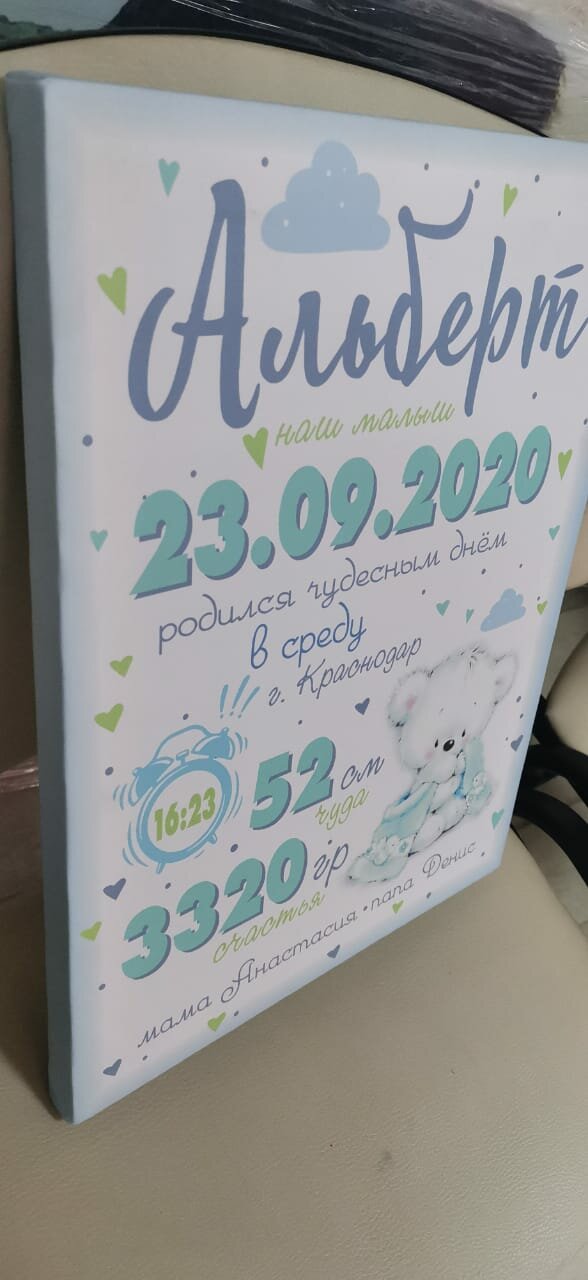 Альберт
наш малыш
23.09.2020
родился чудесным днём
в среду
г. Краснодар
!!!
16:23
52 см
чуда
3320 гр
счастья
мама Анастасия • папа Денис